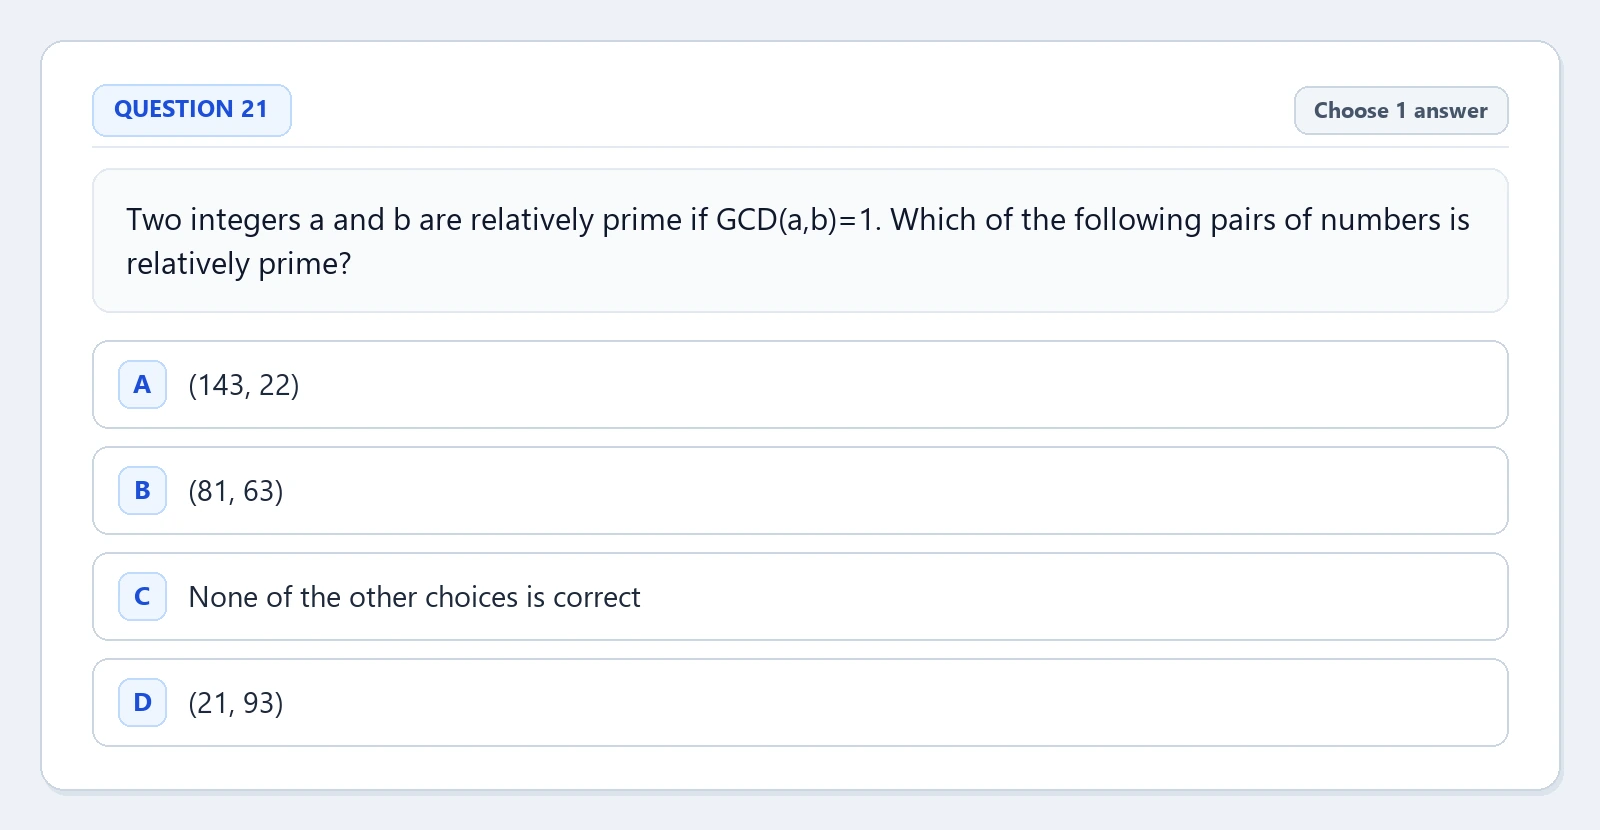 QUESTION 21
Choose 1 answer
Two integers a and b are relatively prime if GCD(a,b)=1. Which of the following pairs of numbers is
relatively prime?
A (143, 22)
B (81, 63)
C None of the other choices is correct
D (21, 93)